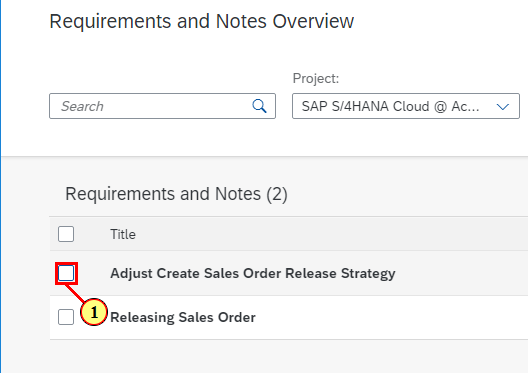 Requirements and Notes Overview
Project:
Search
SAP S/4HANA Cloud @ Ac...
Requirements and Notes (2)
Title
Adjust Create Sales Order Release Strategy
1
Releasing Sales Order